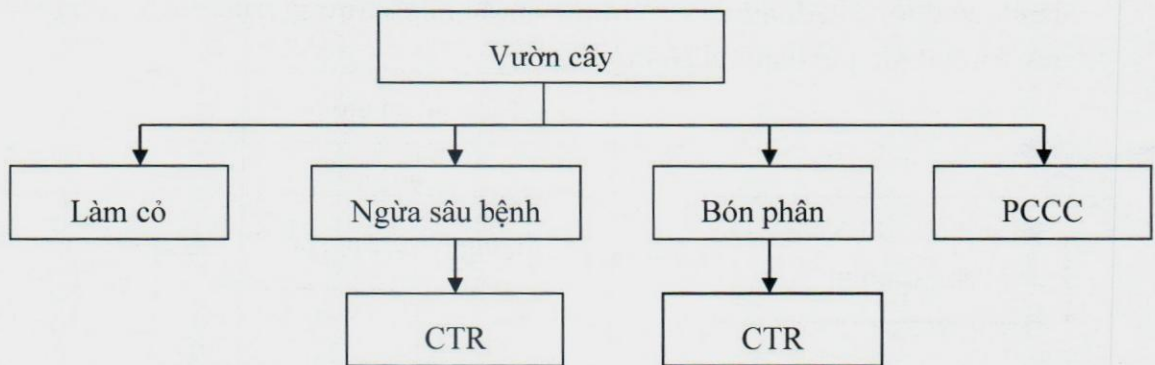 Vườn cây
Làm cỏ
Ngừa sâu bệnh
Bón phân
PCCC
CTR
CTR